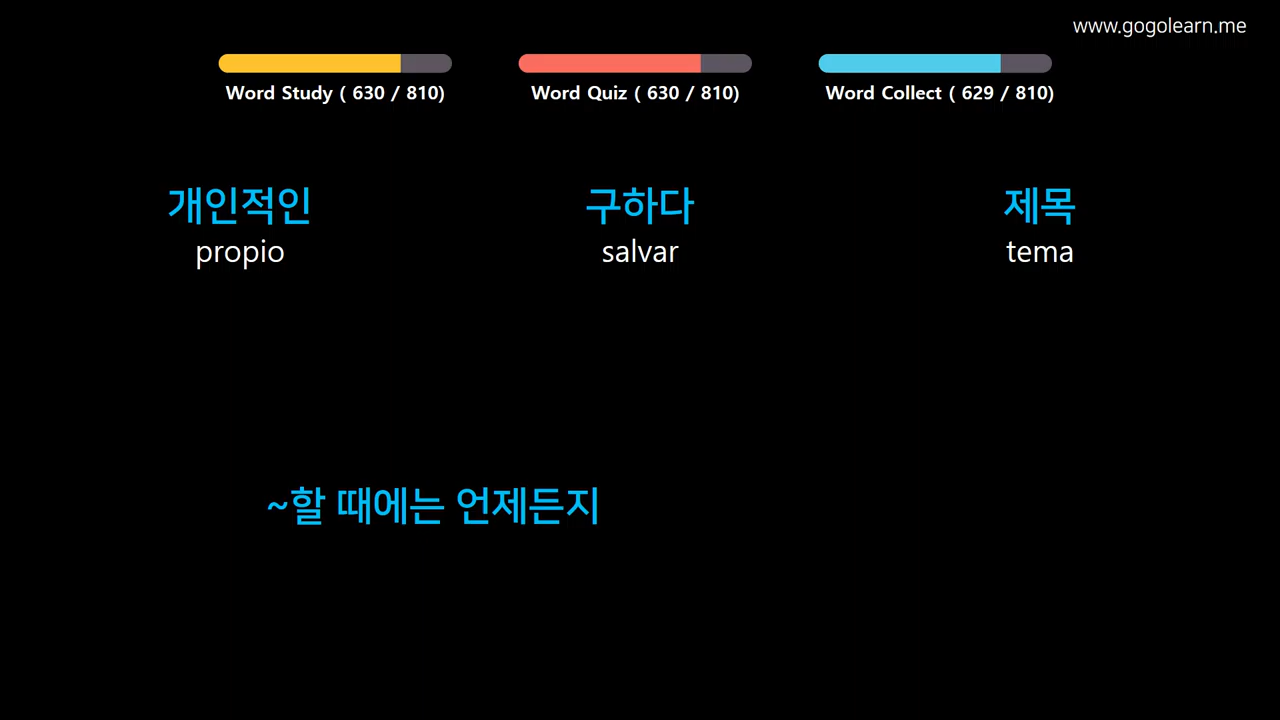 www.gogolearn.me
Word Study ( 630 / 810)
Word Quiz ( 630 / 810)
Word Collect ( 629 / 810)
개인적인
propio
구하다
salvar
제목
tema
~할 때에는 언제든지